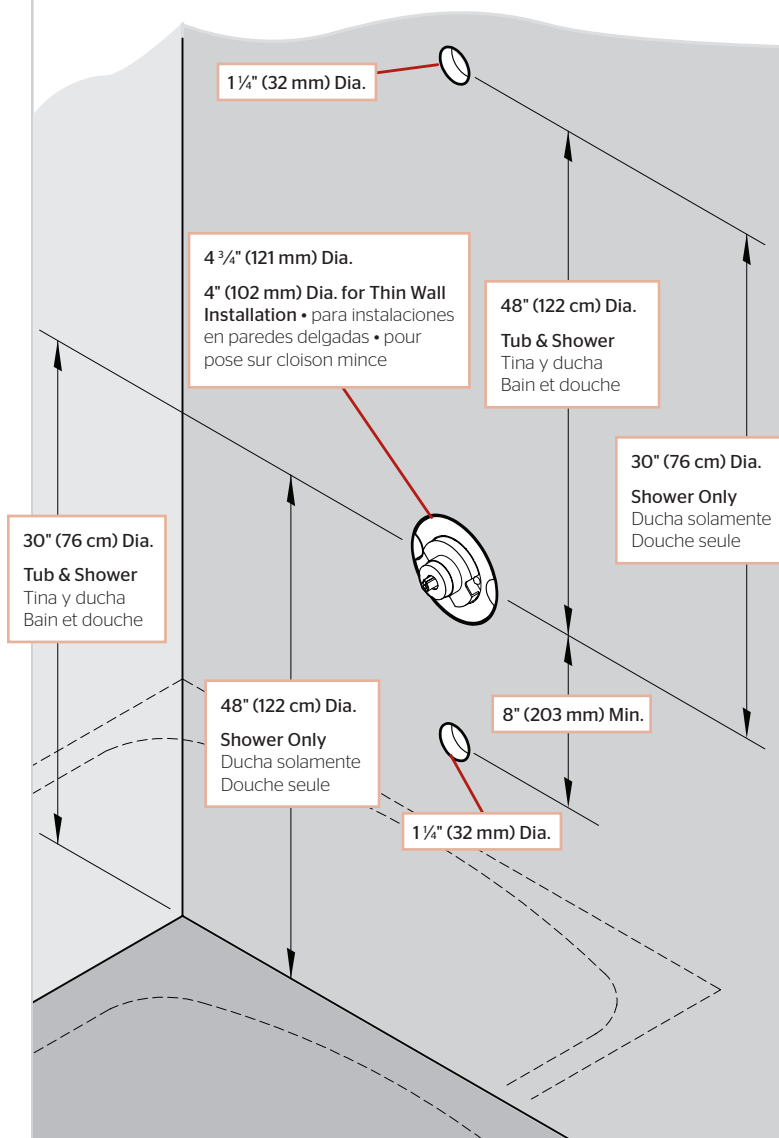 1 ¼" (32 mm) Dia.
4 ¾" (121 mm) Dia.
4" (102 mm) Dia. for Thin Wall
Installation • para instalaciones
en paredes delgadas • pour
pose sur cloison mince
48" (122 cm) Dia.
Tub & Shower
Tina y ducha
Bain et douche
30" (76 cm) Dia.
Shower Only
Ducha solamente
Douche seule
30" (76 cm) Dia.
Tub & Shower
Tina y ducha
Bain et douche
48" (122 cm) Dia.
Shower Only
Ducha solamente
Douche seule
8" (203 mm) Min.
1 ¼" (32 mm) Dia.